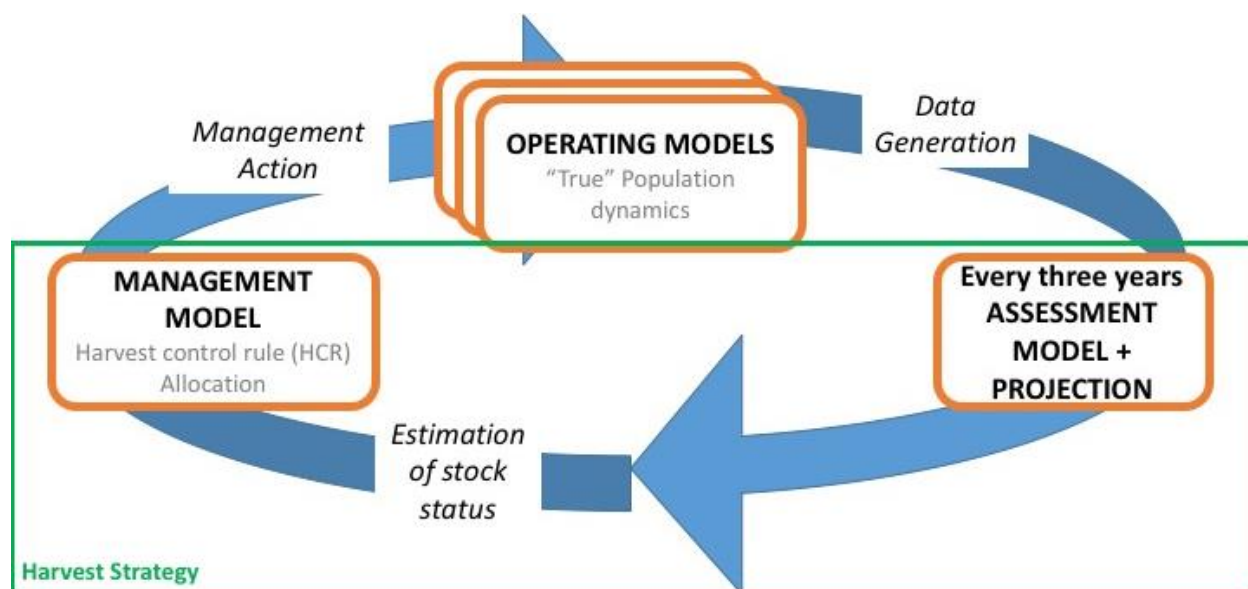 Management
Action
OPERATING MODELS
“True” Population
dynamics
Data
Generation
MANAGEMENT
MODEL
Harvest control rule (HCR)
Allocation
Every three years
ASSESSMENT
MODEL +
PROJECTION
Estimation
of stock
status
Harvest Strategy